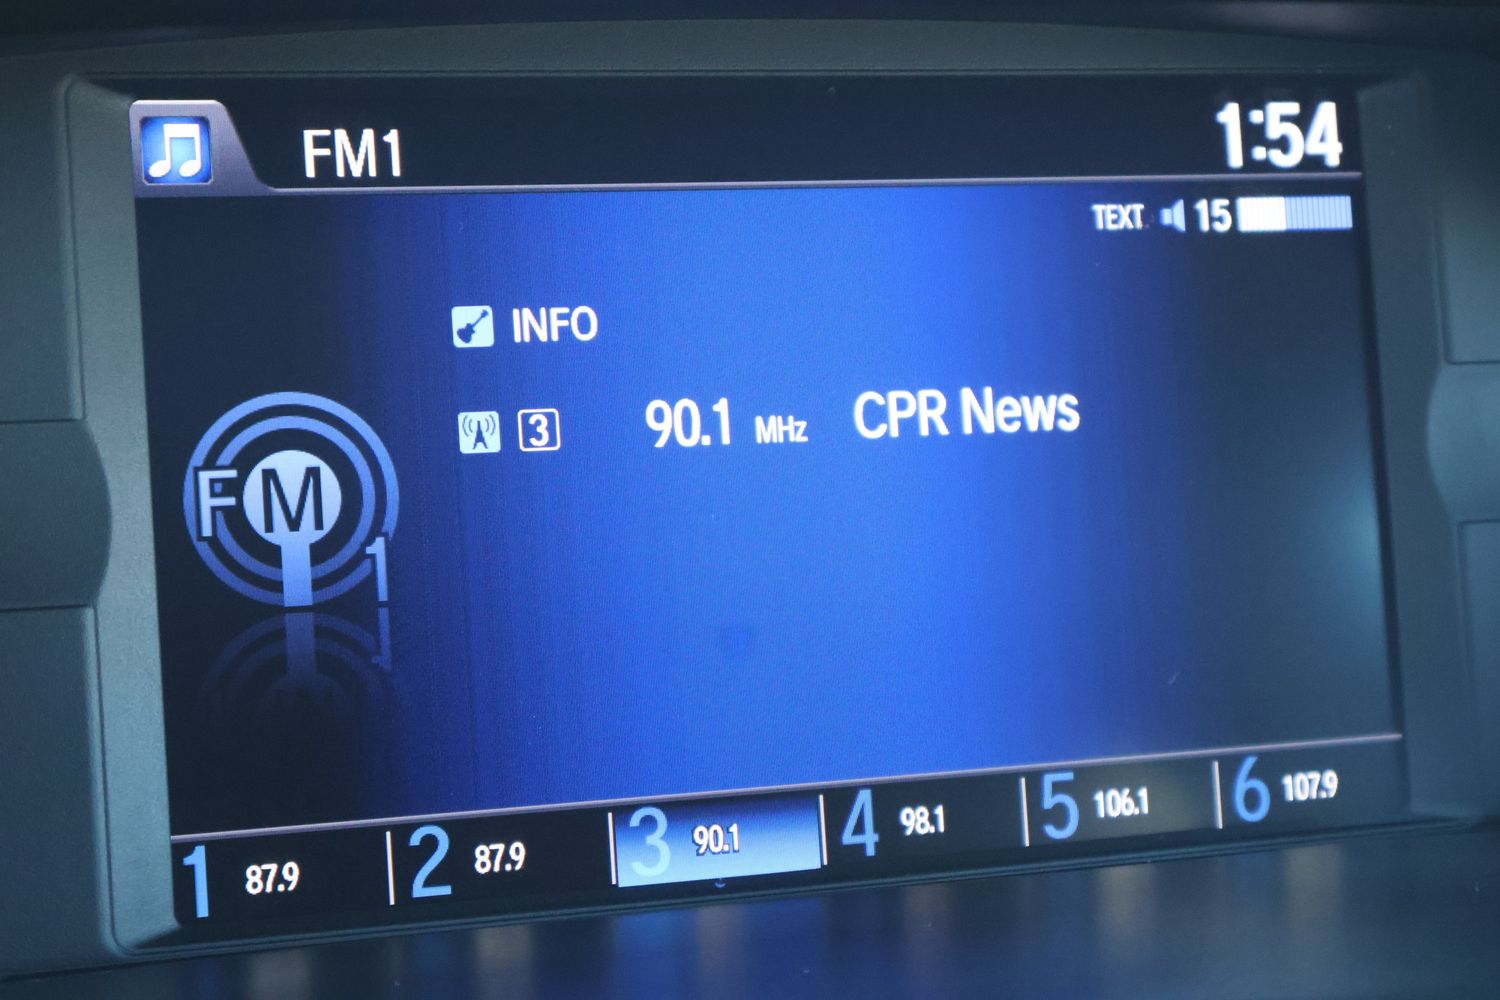 FM1
1:54
TEXT 15
INFO
3 90.1 MHz CPR News
FM
1
1 87.9 2 87.9 3 90.1 4 98.1 5 106.1 6 107.9